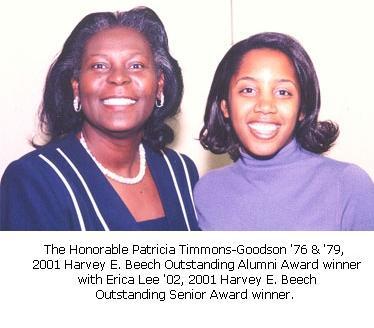 The Honorable Patricia Timmons-Goodson '76 & '79,
2001 Harvey E. Beech Outstanding Alumni Award winner
with Erica Lee '02, 2001 Harvey E. Beech
Outstanding Senior Award winner.